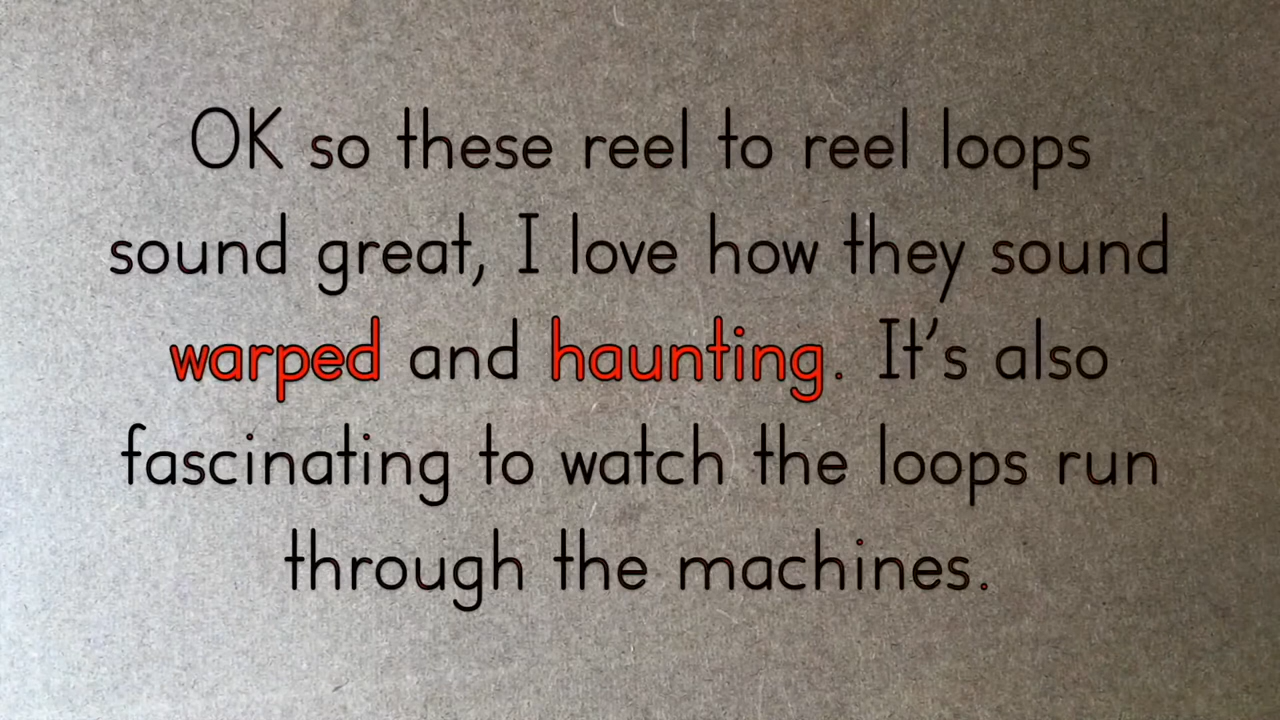 OK so these reel to reel loops
sound great, I love how they sound
warped and haunting. It’s also
fascinating to watch the loops run
through the machines.